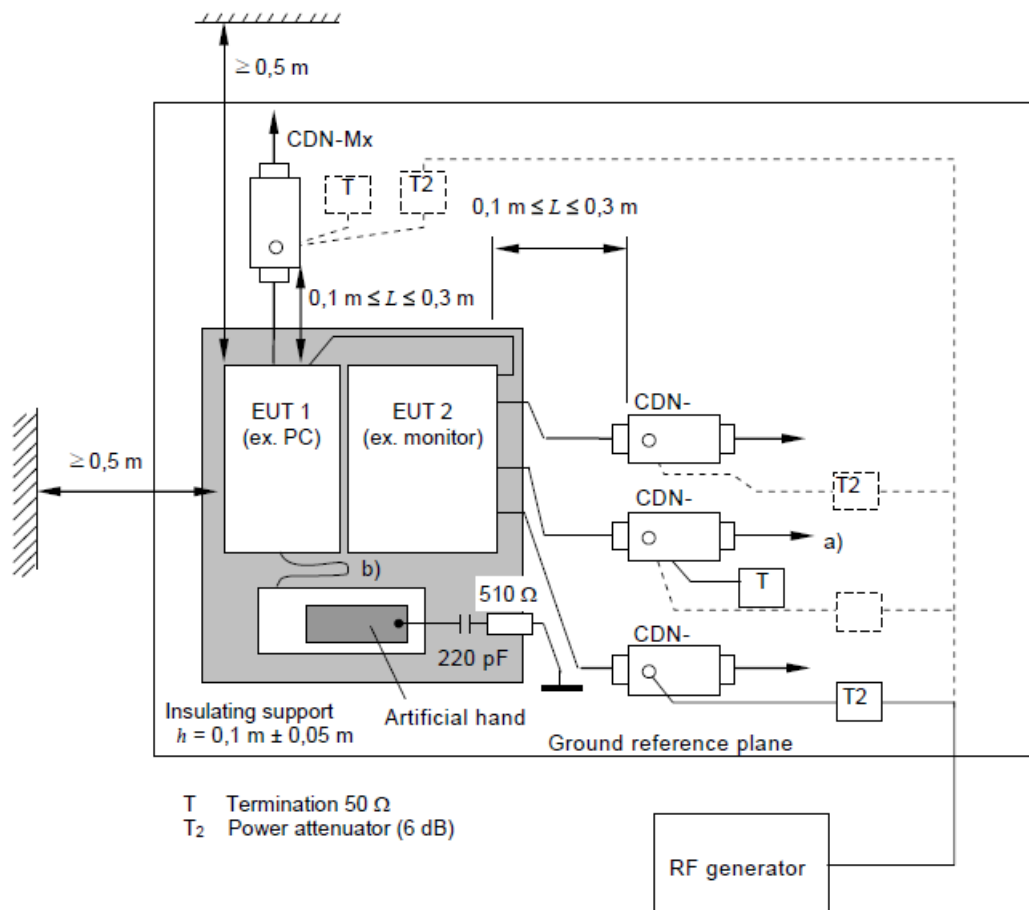 ≥ 0,5 m
CDN-Mx
T
T2
0,1 m ≤ L ≤ 0,3 m
0,1 m ≤ L ≤ 0,3 m
EUT 1
(ex. PC)
EUT 2
(ex. monitor)
CDN-
≥ 0,5 m
T2
CDN-
a)
b)
T
510 Ω
CDN-
220 pF
T2
Insulating support
h = 0,1 m ± 0,05 m
Artificial hand
Ground reference plane
T Termination 50 Ω
T₂ Power attenuator (6 dB)
RF generator